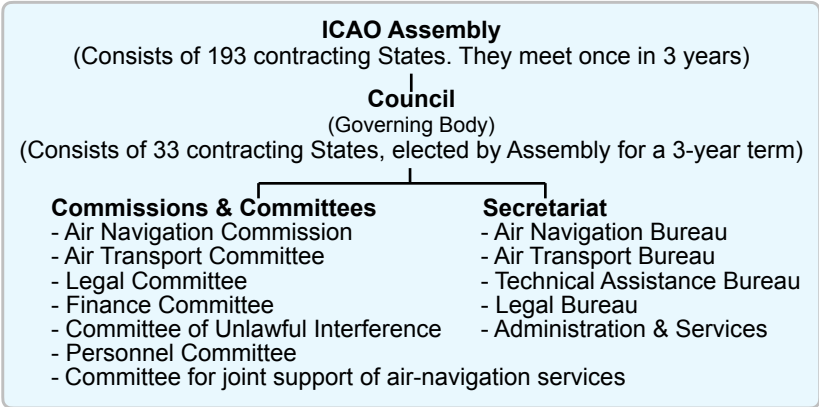 ICAO Assembly
(Consists of 193 contracting States. They meet once in 3 years)
Council
(Governing Body)
(Consists of 33 contracting States, elected by Assembly for a 3-year term)
Commissions & Committees
- Air Navigation Commission
- Air Transport Committee
- Legal Committee
- Finance Committee
- Committee of Unlawful Interference
- Personnel Committee
- Committee for joint support of air-navigation services
Secretariat
- Air Navigation Bureau
- Air Transport Bureau
- Technical Assistance Bureau
- Legal Bureau
- Administration & Services